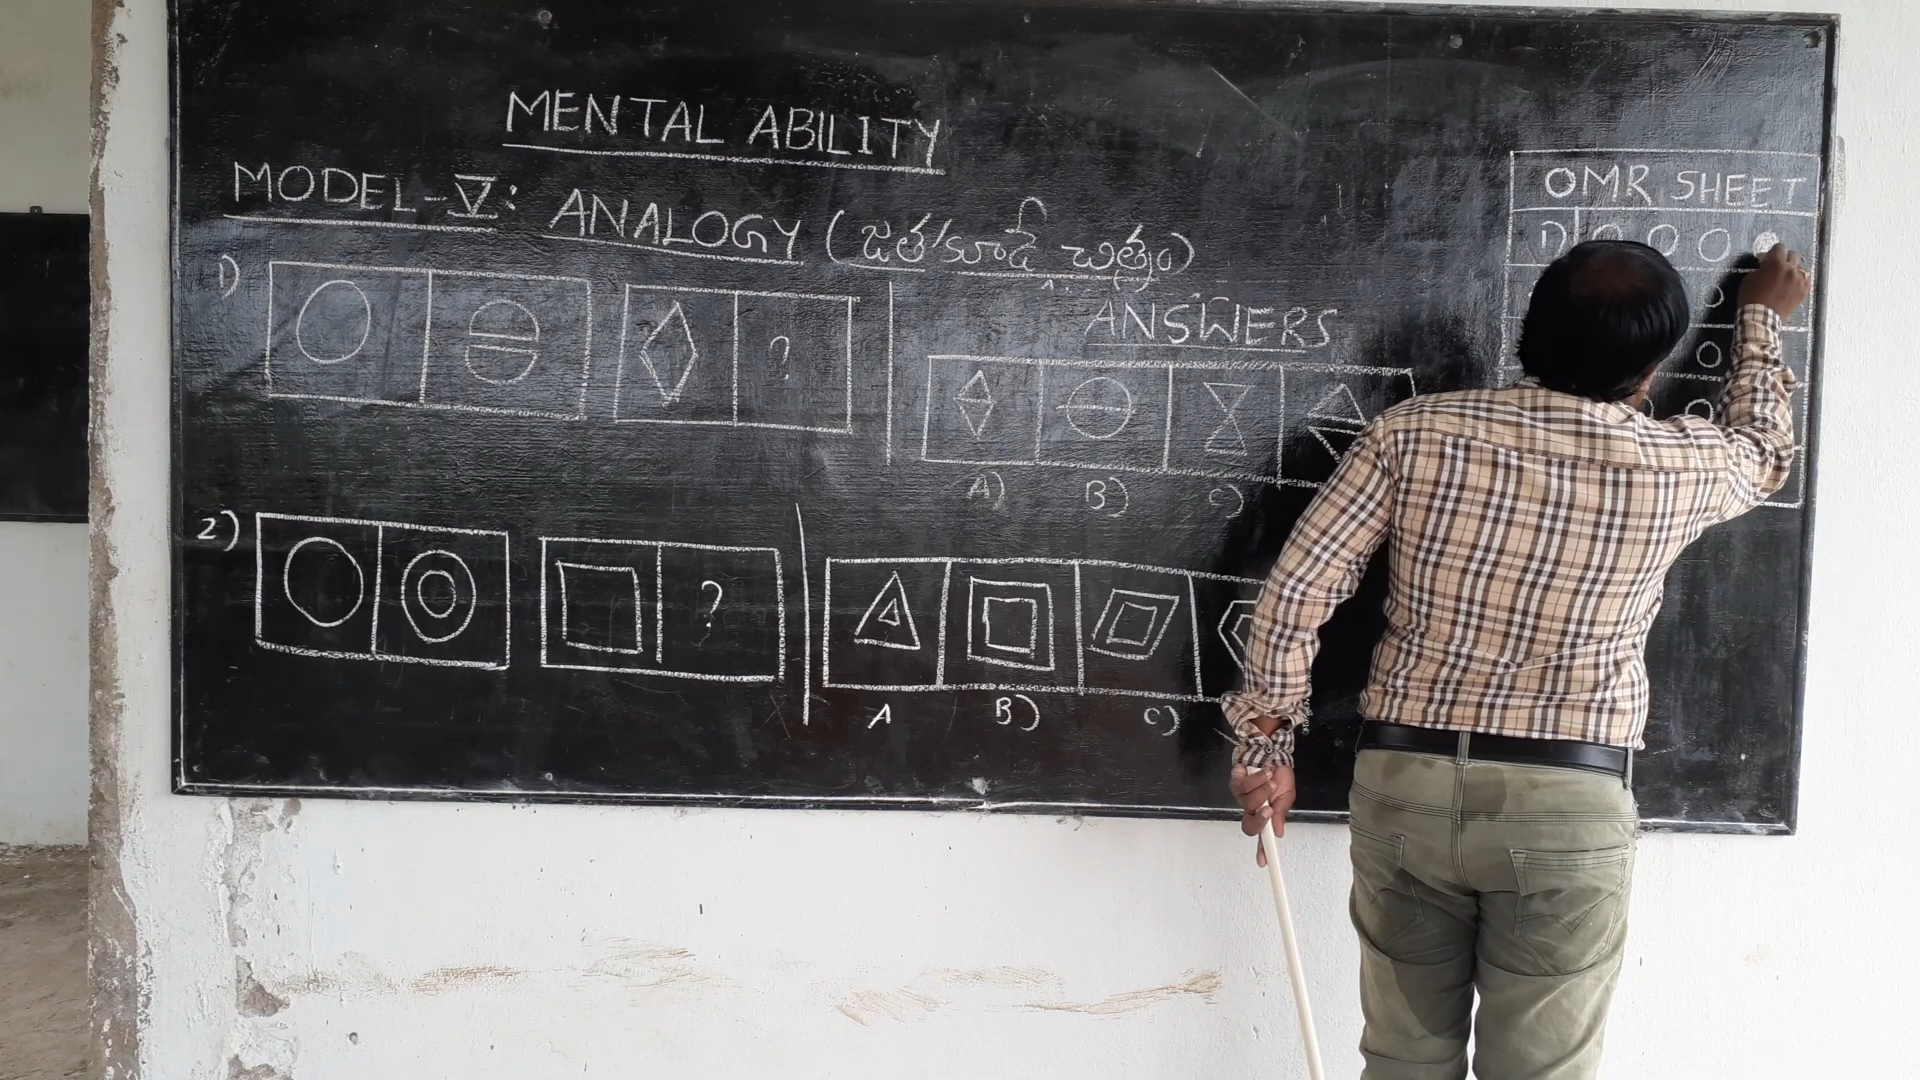 MENTAL ABILITY
MODEL-V: ANALOGY (జత/కూడే చిత్రం)
OMR SHEET
1)
1)
?
ANSWERS
A) B) C)
2)
?
A B) C)